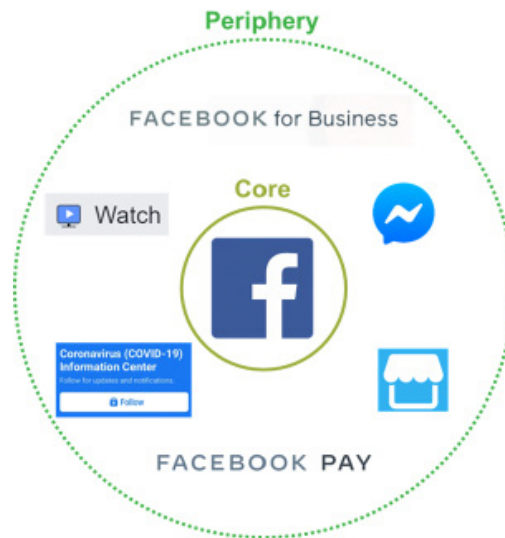 Periphery
FACEBOOK for Business
Watch
Core
Coronavirus (COVID-19)
Information Center
Follow for updates and notifications
Follow
FACEBOOK PAY